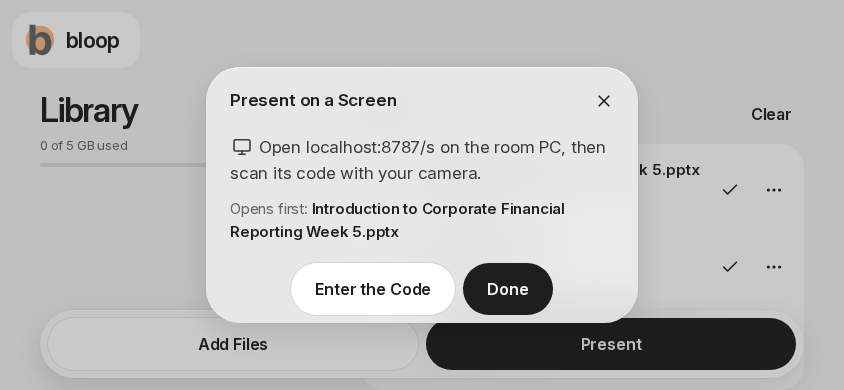 bloop
Library
0 of 5 GB used
Clear
k 5.pptx
Present on a Screen
Open localhost:8787/s on the room PC, then
scan its code with your camera.
Opens first: Introduction to Corporate Financial
Reporting Week 5.pptx
Enter the Code
Done
Add Files
Present